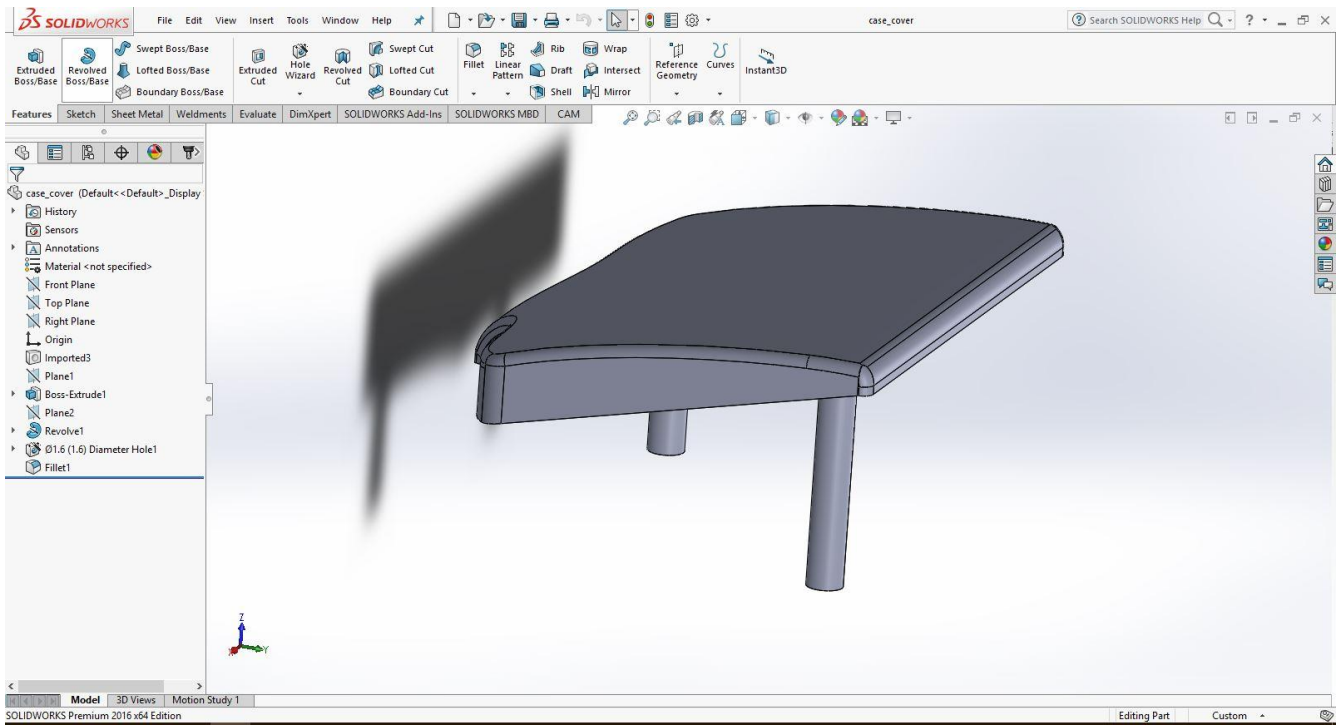 SOLIDWORKS File Edit View Insert Tools Window Help case_cover Search SOLIDWORKS Help
Extruded Boss/Base
Revolved Boss/Base
Swept Boss/Base
Lofted Boss/Base
Boundary Boss/Base
Extruded Cut
Hole Wizard
Revolved Cut
Swept Cut
Lofted Cut
Boundary Cut
Fillet
Linear Pattern
Rib
Draft
Shell
Wrap
Intersect
Mirror
Reference Geometry
Curves
Instant3D
Features Sketch Sheet Metal Weldments Evaluate DimXpert SOLIDWORKS Add-Ins SOLIDWORKS MBD CAM
case_cover (Default<<Default>_Display
History
Sensors
Annotations
Material <not specified>
Front Plane
Top Plane
Right Plane
Origin
Imported3
Plane1
Boss-Extrude1
Plane2
Revolve1
Ø1.6 (1.6) Diameter Hole1
Fillet1
Z
X Y
Model 3D Views Motion Study 1
SOLIDWORKS Premium 2016 x64 Edition Editing Part Custom